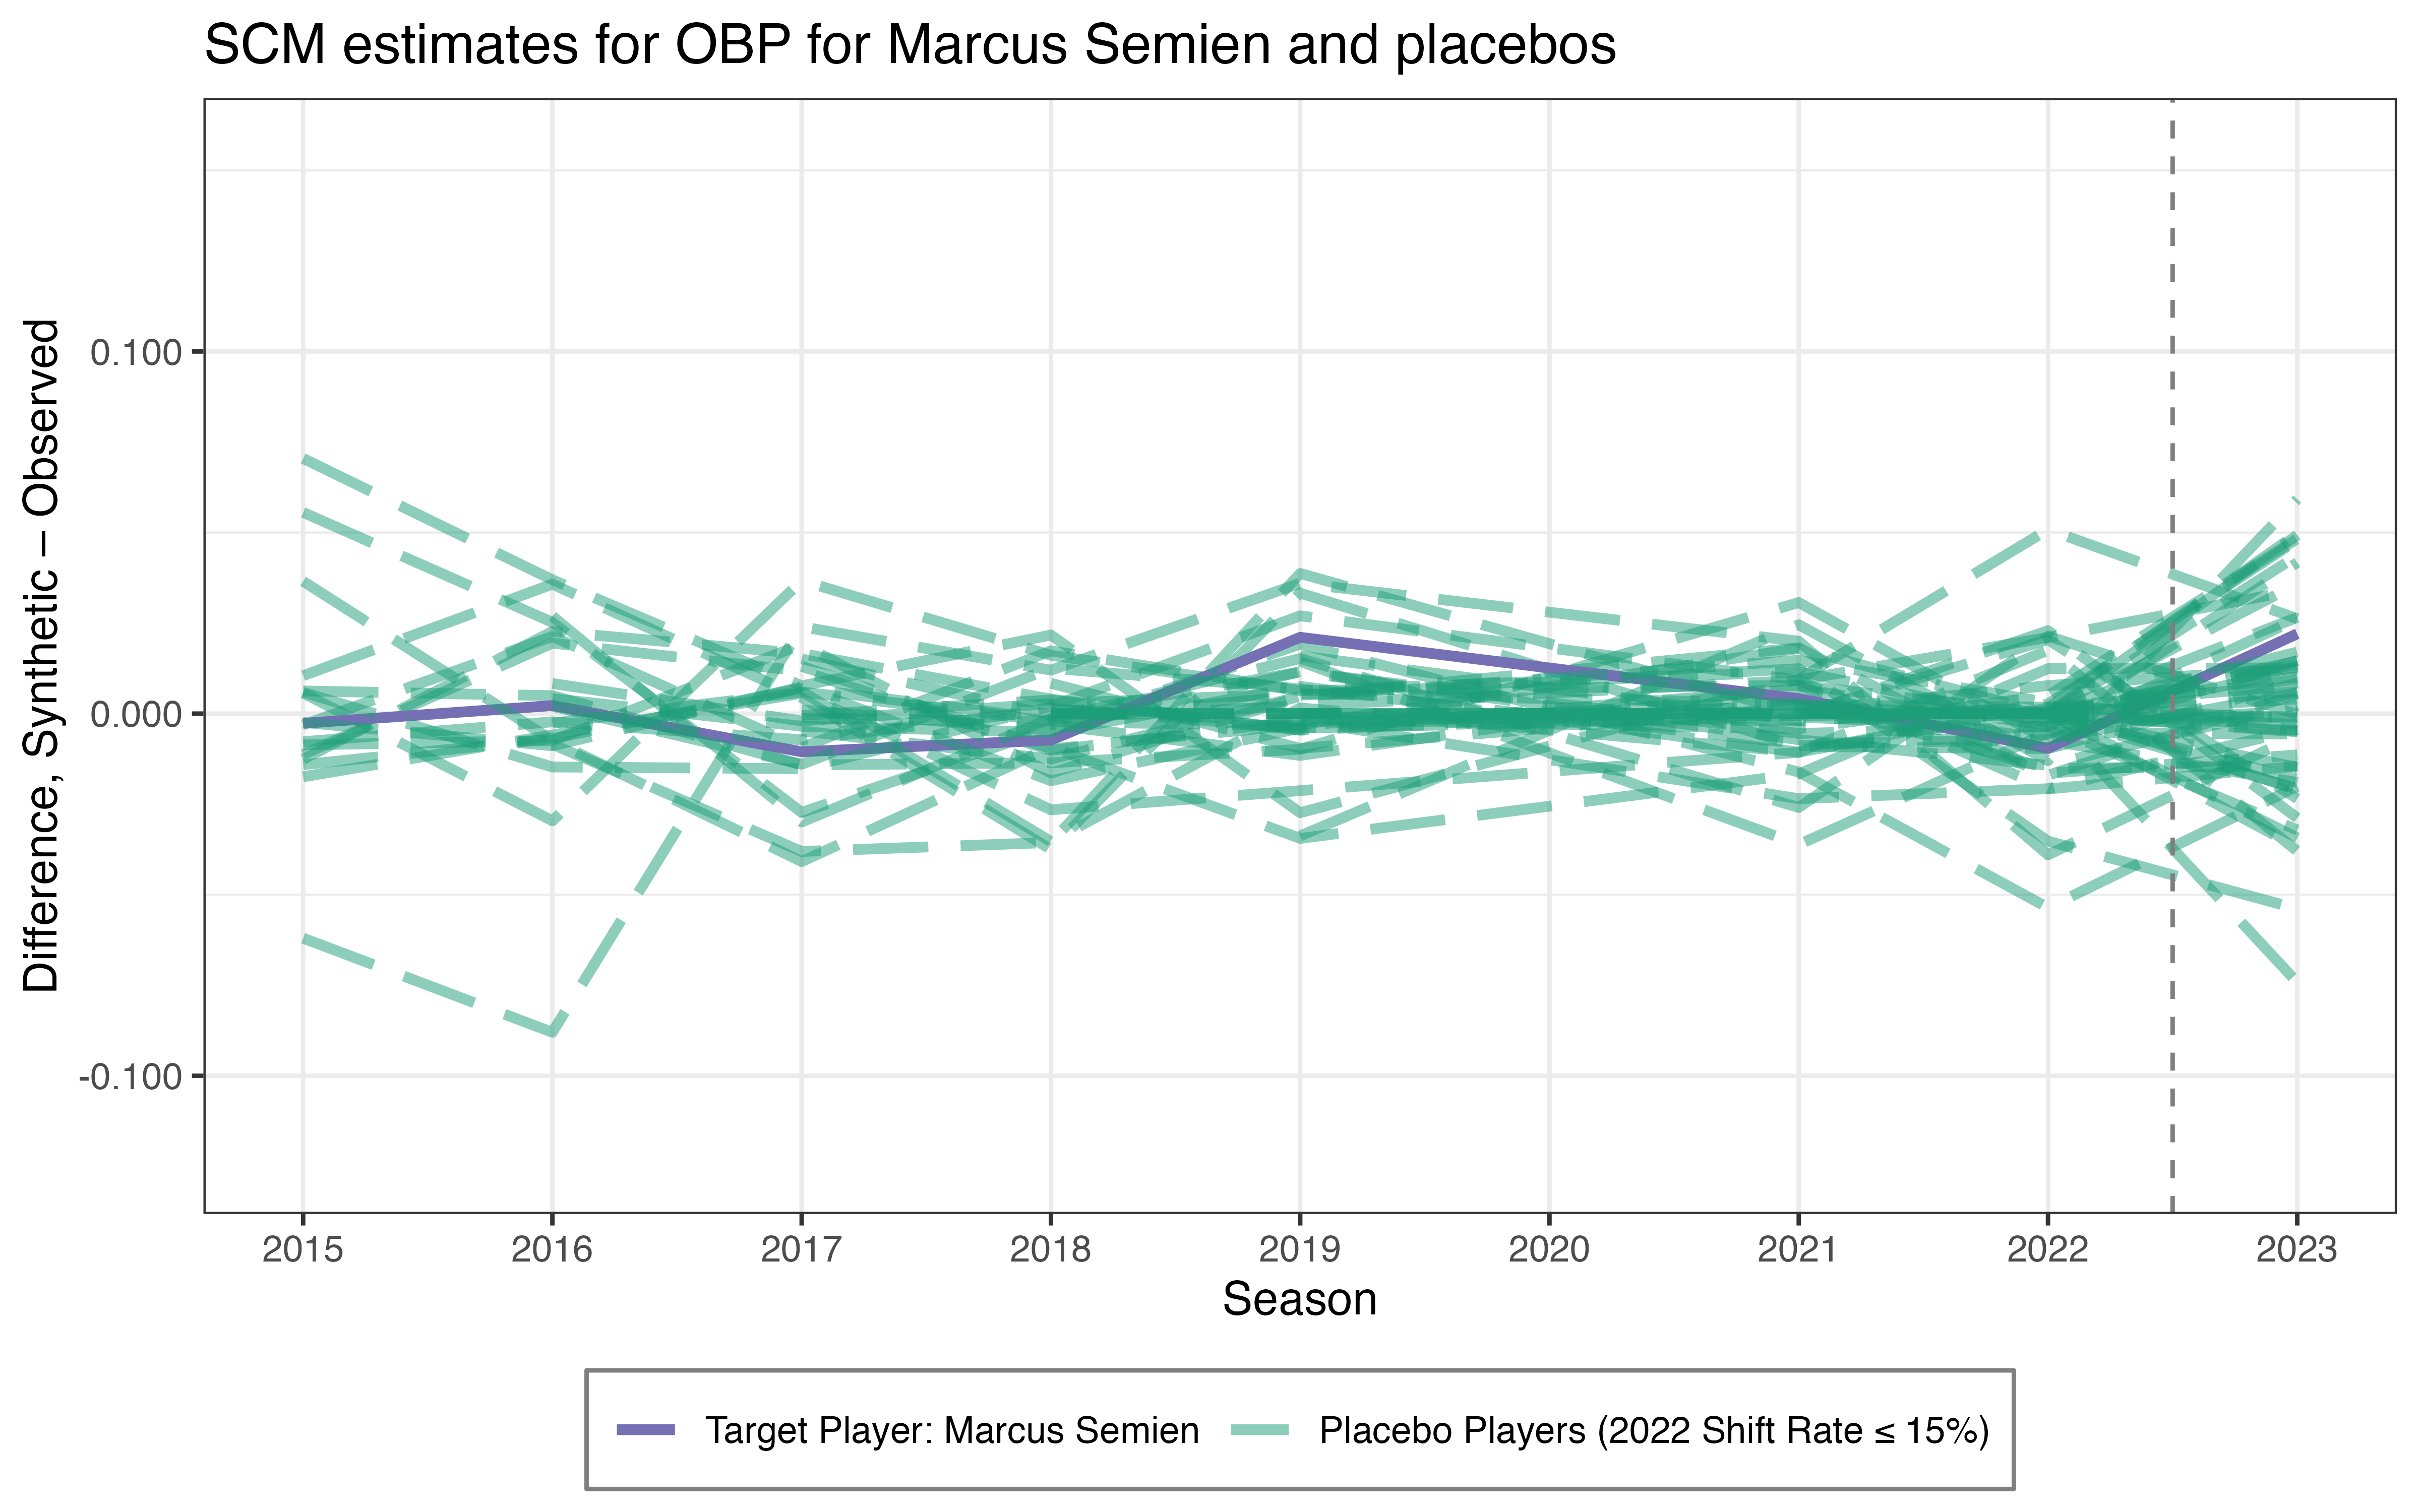 SCM estimates for OBP for Marcus Semien and placebos
Difference, Synthetic – Observed
0.100
0.000
-0.100
2015 2016 2017 2018 2019 2020 2021 2022 2023
Season
Target Player: Marcus Semien Placebo Players (2022 Shift Rate ≤ 15%)